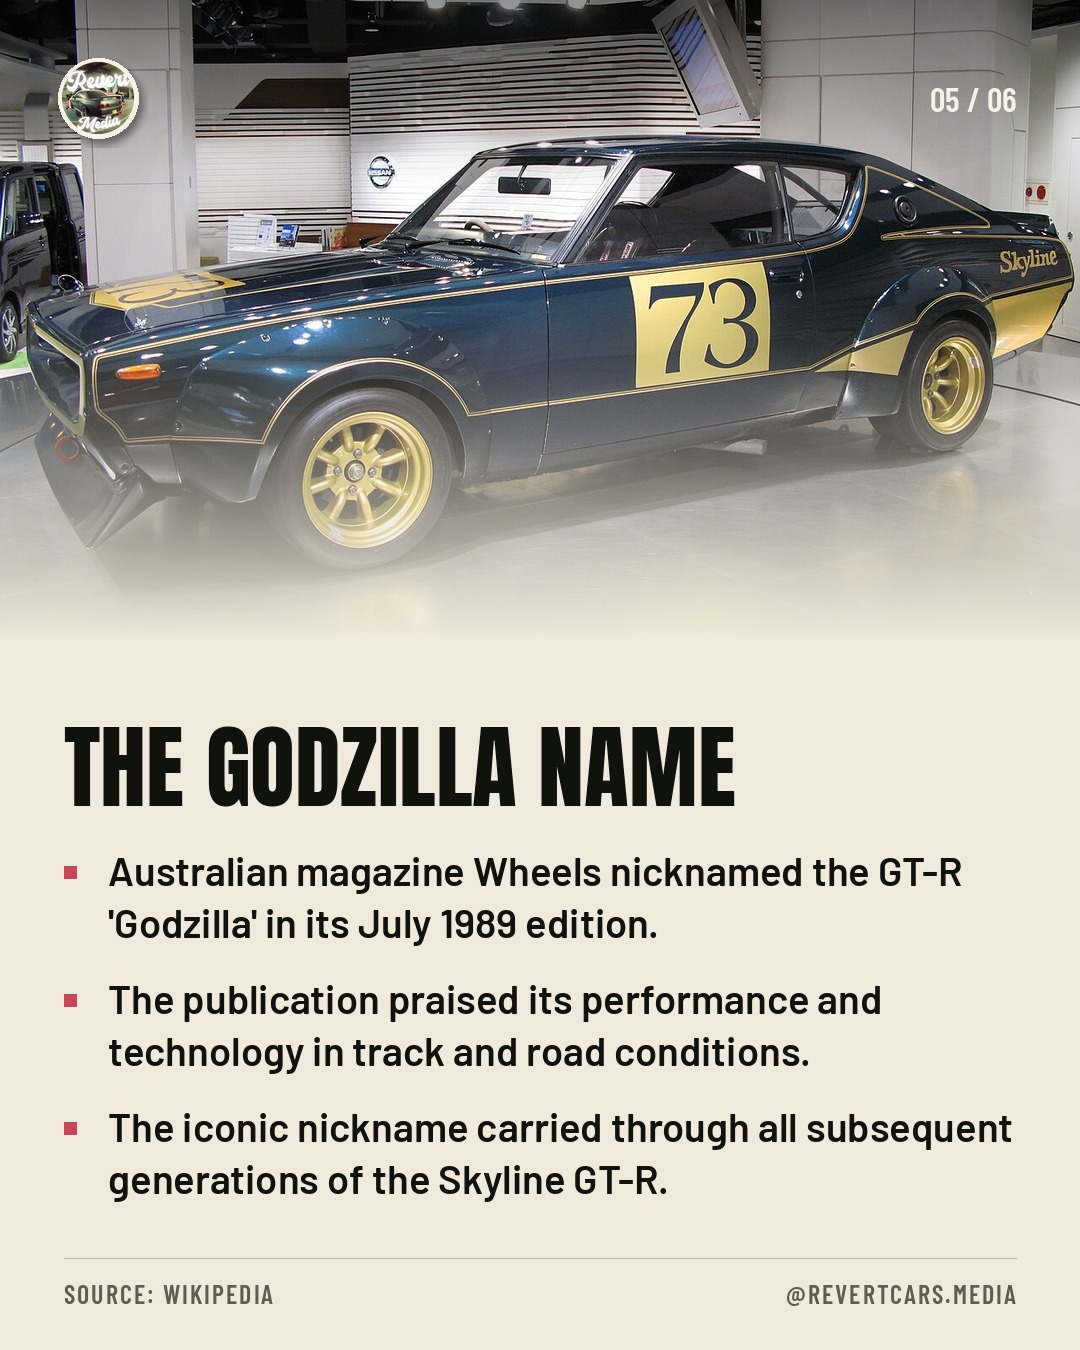 Revert
Media
05 / 06
NISSAN
Skyline
73
THE GODZILLA NAME
Australian magazine Wheels nicknamed the GT-R
'Godzilla' in its July 1989 edition.
The publication praised its performance and
technology in track and road conditions.
The iconic nickname carried through all subsequent
generations of the Skyline GT-R.
SOURCE: WIKIPEDIA
@REVERTCARS.MEDIA